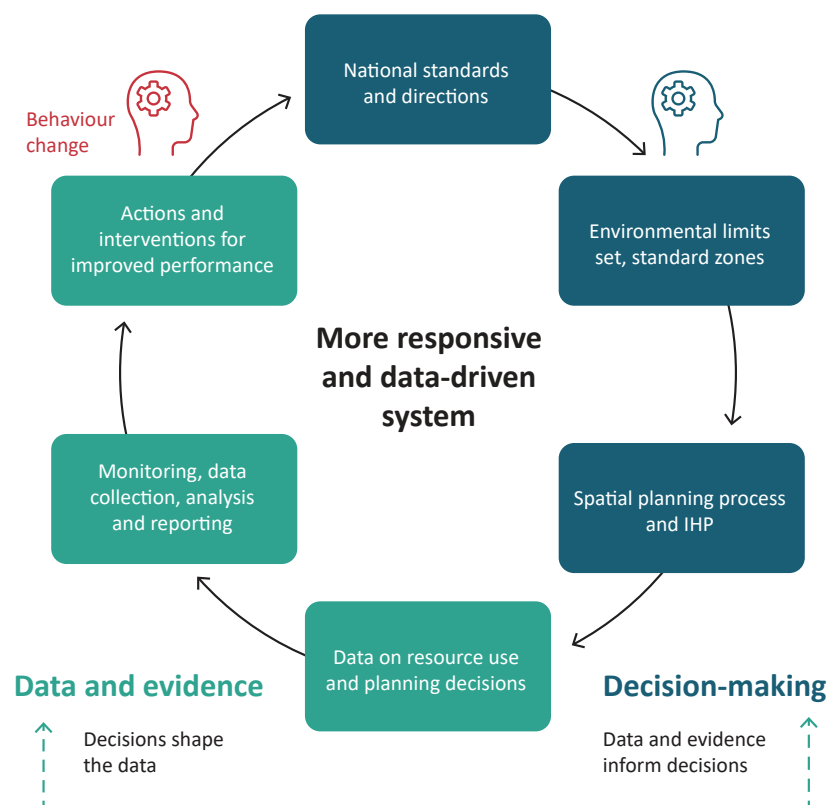 National standards
and directions
Behaviour
change
Actions and
interventions for
improved performance
Environmental limits
set, standard zones
More responsive
and data-driven
system
Monitoring, data
collection, analysis
and reporting
Spatial planning process
and IHP
Data on resource use
and planning decisions
Data and evidence
Decision-making
Decisions shape
the data
Data and evidence
inform decisions